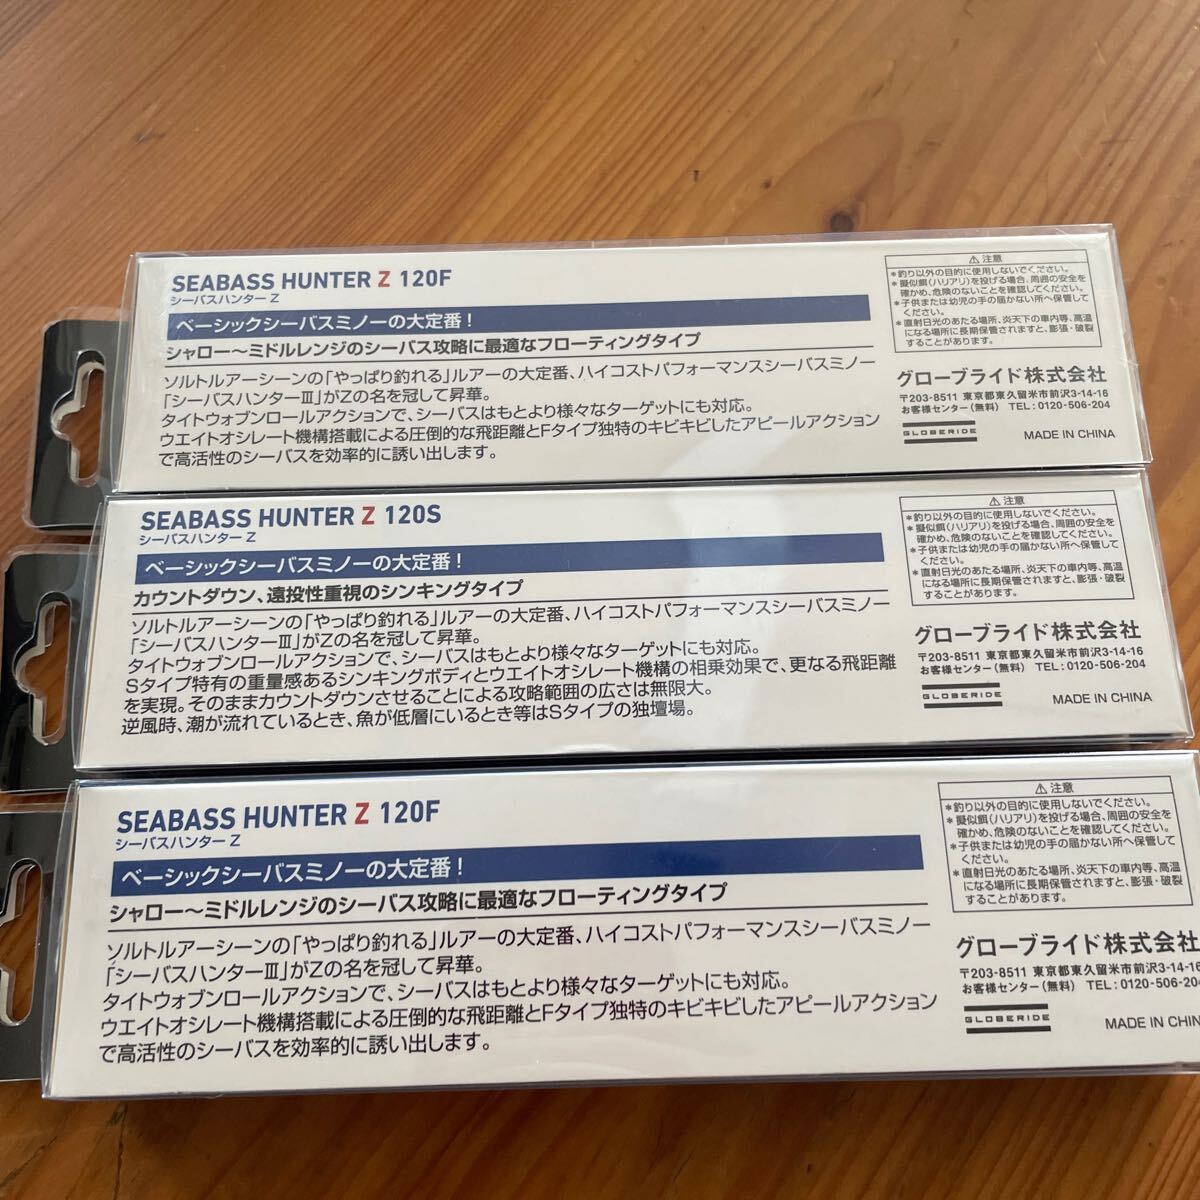 SEABASS HUNTER Z 120F
シーバスハンター Z
ベーシックシーバスミノーの大定番！
シャロー〜ミドルレンジのシーバス攻略に最適なフローティングタイプ
ソルトルアーシーンの「やっぱり釣れる」ルアーの大定番、ハイコストパフォーマンスシーバスミノー
「シーバスハンターⅢ」がZの名を冠して昇華。
タイトウォブンロールアクションで、シーバスはもとより様々なターゲットにも対応。
ウエイトオシレート機構搭載による圧倒的な飛距離とFタイプ独特のキビキビしたアピールアクション
で高活性のシーバスを効率的に誘い出します。
⚠ 注意
＊釣り以外の目的に使用しないでください。
＊擬似餌(ハリアリ)を投げる場合、周囲の安全を
確かめ、危険のないことを確認してください。
＊子供または幼児の手の届かない所へ保管して
ください。
＊直射日光のあたる場所、炎天下の車内等、高温
になる場所に長期保管されますと、膨張・破裂
することがあります。
グローブライド株式会社
〒203-8511 東京都東久留米市前沢3-14-16
お客様センター(無料) TEL:0120-506-204
GLOBERIDE
MADE IN CHINA
SEABASS HUNTER Z 120S
シーバスハンター Z
ベーシックシーバスミノーの大定番！
カウントダウン、遠投性重視のシンキングタイプ
ソルトルアーシーンの「やっぱり釣れる」ルアーの大定番、ハイコストパフォーマンスシーバスミノー
「シーバスハンターⅢ」がZの名を冠して昇華。
タイトウォブンロールアクションで、シーバスはもとより様々なターゲットにも対応。
Sタイプ特有の重量感あるシンキングボディとウエイトオシレート機構の相乗効果で、更なる飛距離
を実現。そのままカウントダウンさせることによる攻略範囲の広さは無限大。
逆風時、潮が流れているとき、魚が低層にいるとき等はSタイプの独壇場。
⚠ 注意
＊釣り以外の目的に使用しないでください。
＊擬似餌(ハリアリ)を投げる場合、周囲の安全を
確かめ、危険のないことを確認してください。
＊子供または幼児の手の届かない所へ保管して
ください。
＊直射日光のあたる場所、炎天下の車内等、高温
になる場所に長期保管されますと、膨張・破裂
することがあります。
グローブライド株式会社
〒203-8511 東京都東久留米市前沢3-14-16
お客様センター(無料) TEL:0120-506-204
GLOBERIDE
MADE IN CHINA
SEABASS HUNTER Z 120F
シーバスハンター Z
ベーシックシーバスミノーの大定番！
シャロー〜ミドルレンジのシーバス攻略に最適なフローティングタイプ
ソルトルアーシーンの「やっぱり釣れる」ルアーの大定番、ハイコストパフォーマンスシーバスミノー
「シーバスハンターⅢ」がZの名を冠して昇華。
タイトウォブンロールアクションで、シーバスはもとより様々なターゲットにも対応。
ウエイトオシレート機構搭載による圧倒的な飛距離とFタイプ独特のキビキビしたアピールアクション
で高活性のシーバスを効率的に誘い出します。
⚠ 注意
＊釣り以外の目的に使用しないでください。
＊擬似餌(ハリアリ)を投げる場合、周囲の安全を
確かめ、危険のないことを確認してください。
＊子供または幼児の手の届かない所へ保管して
ください。
＊直射日光のあたる場所、炎天下の車内等、高温
になる場所に長期保管されますと、膨張・破裂
することがあります。
グローブライド株式会社
〒203-8511 東京都東久留米市前沢3-14-16
お客様センター(無料) TEL:0120-506-204
GLOBERIDE
MADE IN CHINA